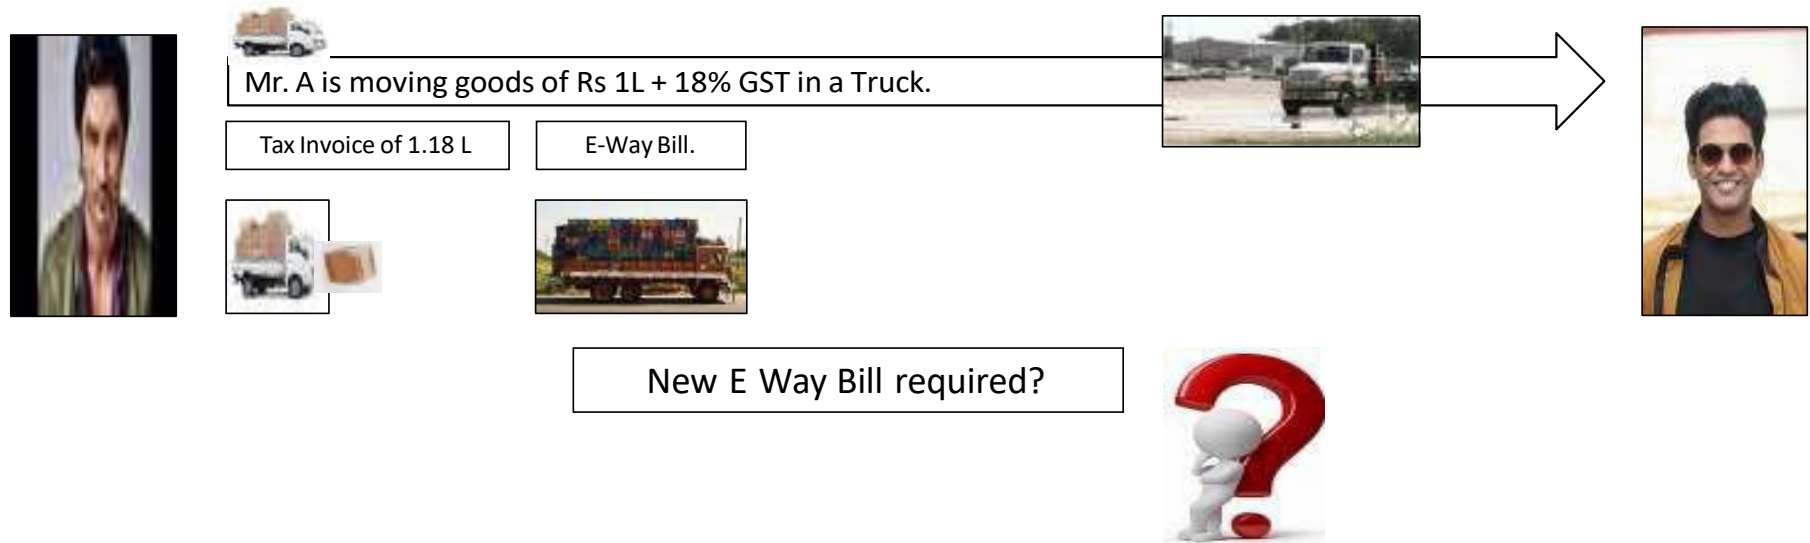 Mr. A is moving goods of Rs 1L + 18% GST in a Truck.
Tax Invoice of 1.18 L
E-Way Bill.
New E Way Bill required?